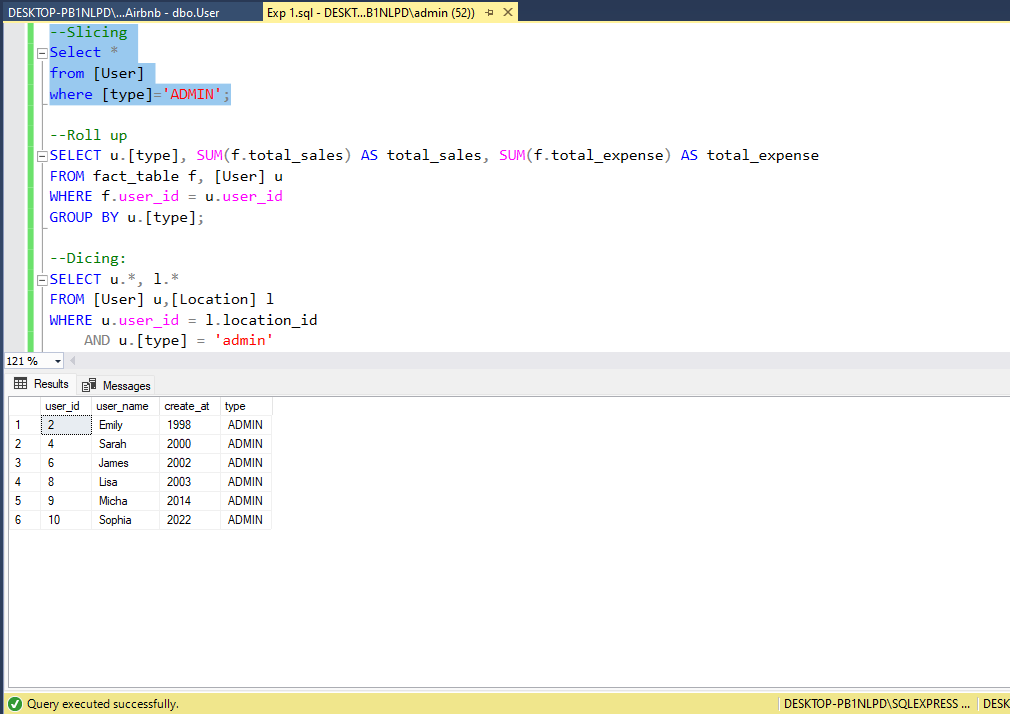 DESKTOP-PB1NLPD\...Airbnb - dbo.User Exp 1.sql - DESKT...B1NLPD\admin (52))
--Slicing
Select *
from [User]
where [type]='ADMIN';
--Roll up
SELECT u.[type], SUM(f.total_sales) AS total_sales, SUM(f.total_expense) AS total_expense
FROM fact_table f, [User] u
WHERE f.user_id = u.user_id
GROUP BY u.[type];
--Dicing:
SELECT u.*, l.*
FROM [User] u,[Location] l
WHERE u.user_id = l.location_id
AND u.[type] = 'admin'
121 %
Results Messages
user_id user_name create_at type
1 2 Emily 1998 ADMIN
2 4 Sarah 2000 ADMIN
3 6 James 2002 ADMIN
4 8 Lisa 2003 ADMIN
5 9 Micha 2014 ADMIN
6 10 Sophia 2022 ADMIN
Query executed successfully. DESKTOP-PB1NLPD\SQLEXPRESS ... DESK